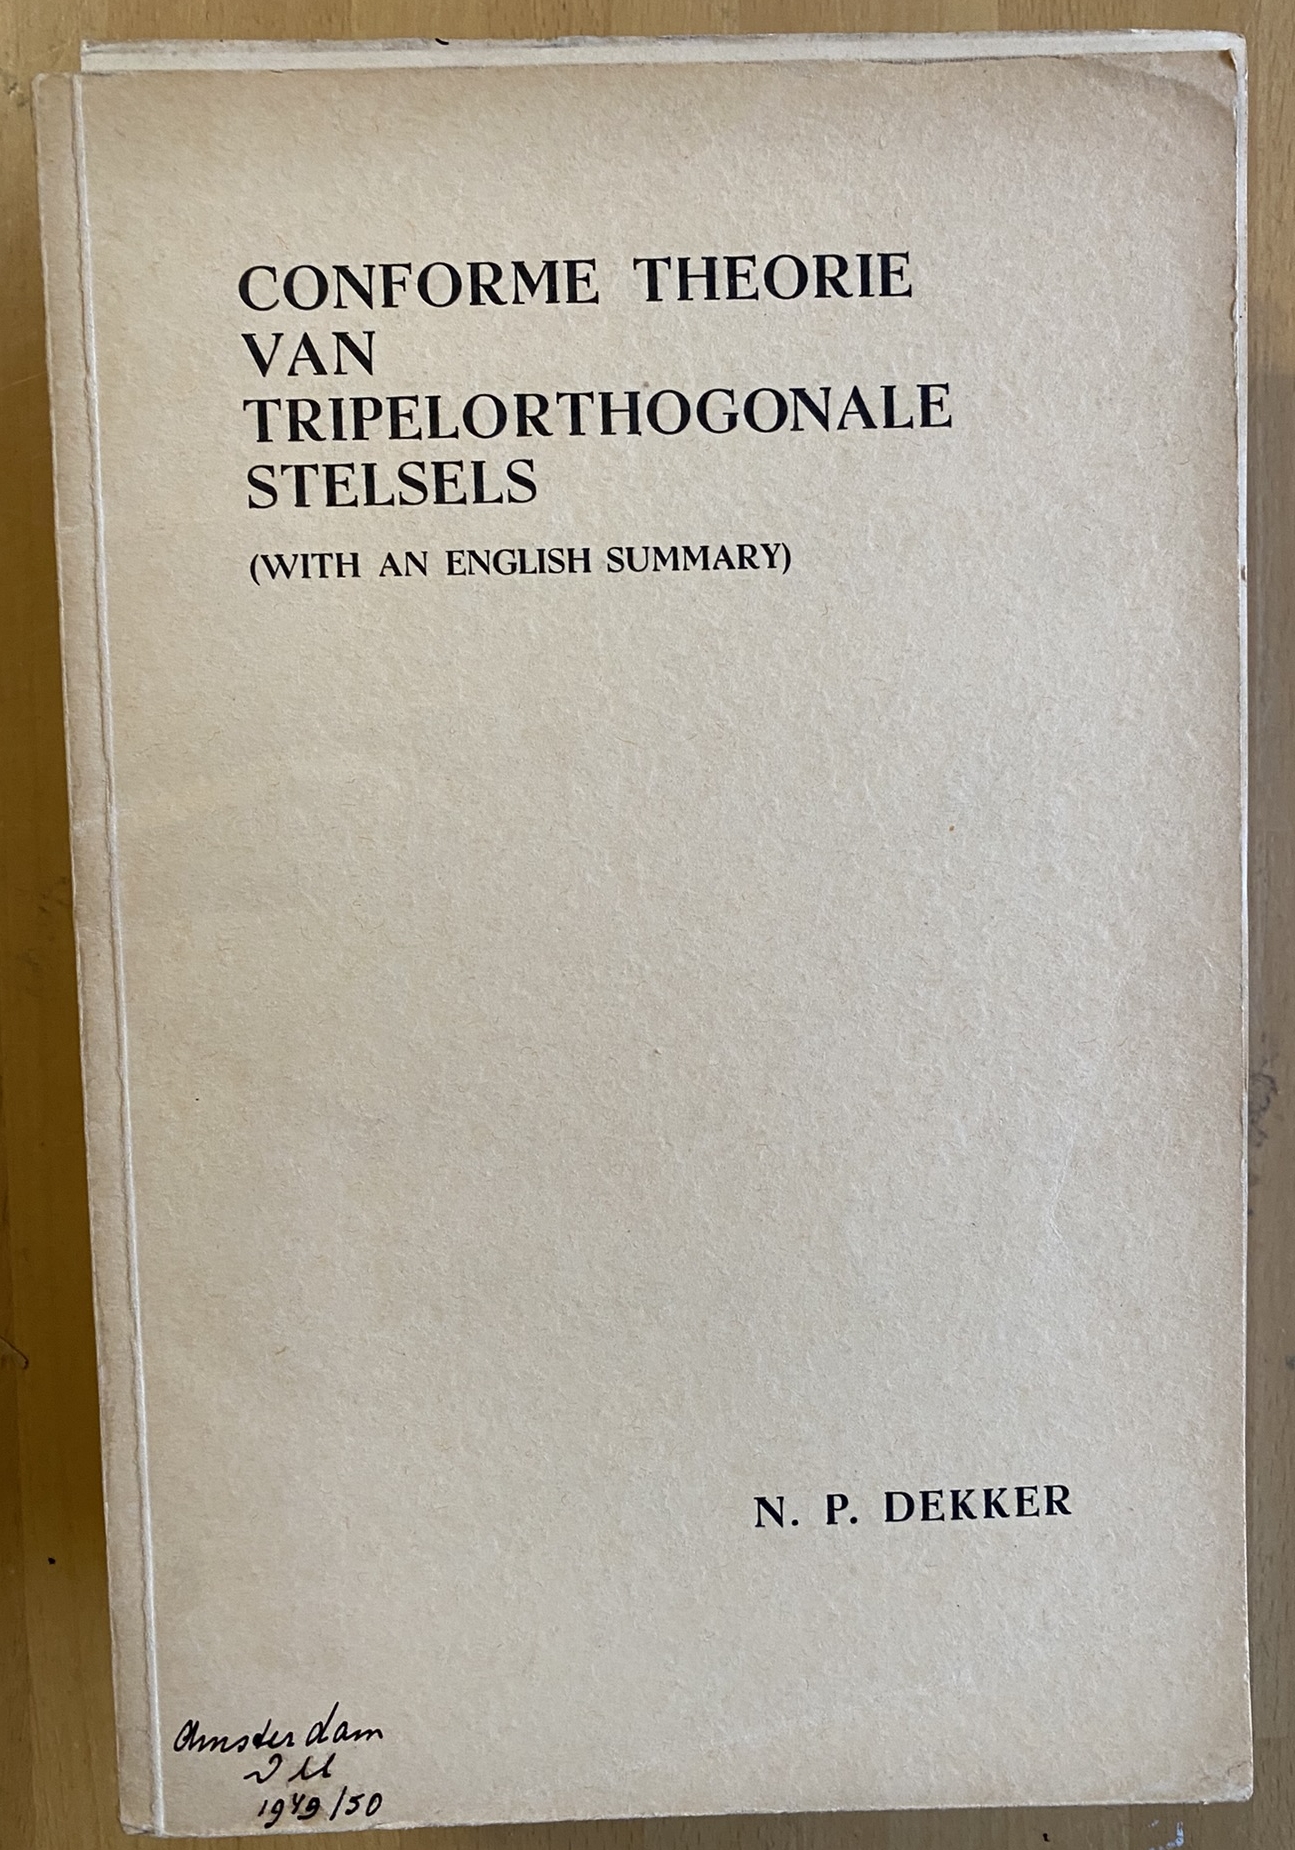 CONFORME THEORIE
VAN
TRIPELORTHOGONALE
STELSELS
(WITH AN ENGLISH SUMMARY)
N. P. DEKKER
Amsterdam
1949/50